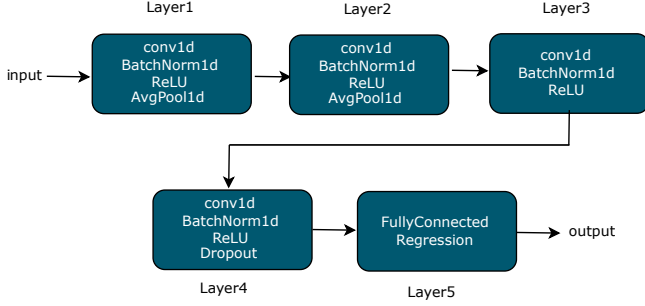 Layer1
Layer2
Layer3
input
conv1d
BatchNorm1d
ReLU
AvgPool1d
conv1d
BatchNorm1d
ReLU
AvgPool1d
conv1d
BatchNorm1d
ReLU
conv1d
BatchNorm1d
ReLU
Dropout
FullyConnected
Regression
output
Layer4
Layer5